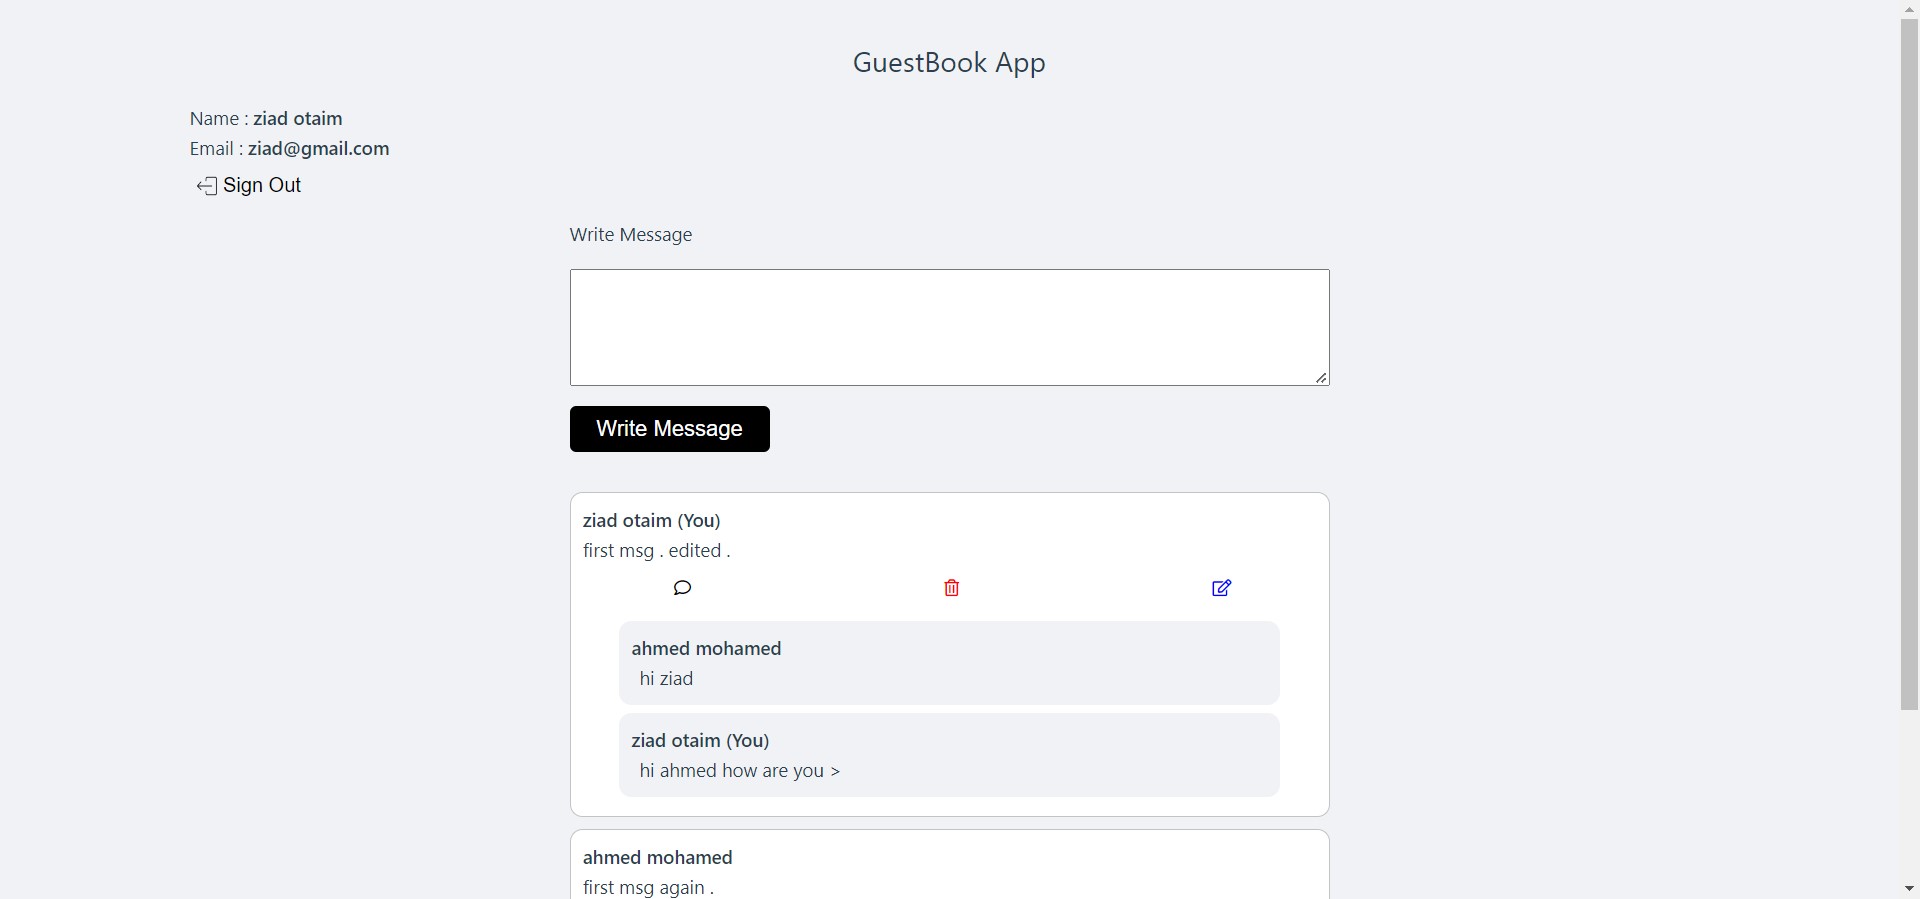 GuestBook App
Name : ziad otaim
Email : ziad@gmail.com
Sign Out
Write Message
Write Message
ziad otaim (You)
first msg . edited .
ahmed mohamed
hi ziad
ziad otaim (You)
hi ahmed how are you >
ahmed mohamed
first msg again .